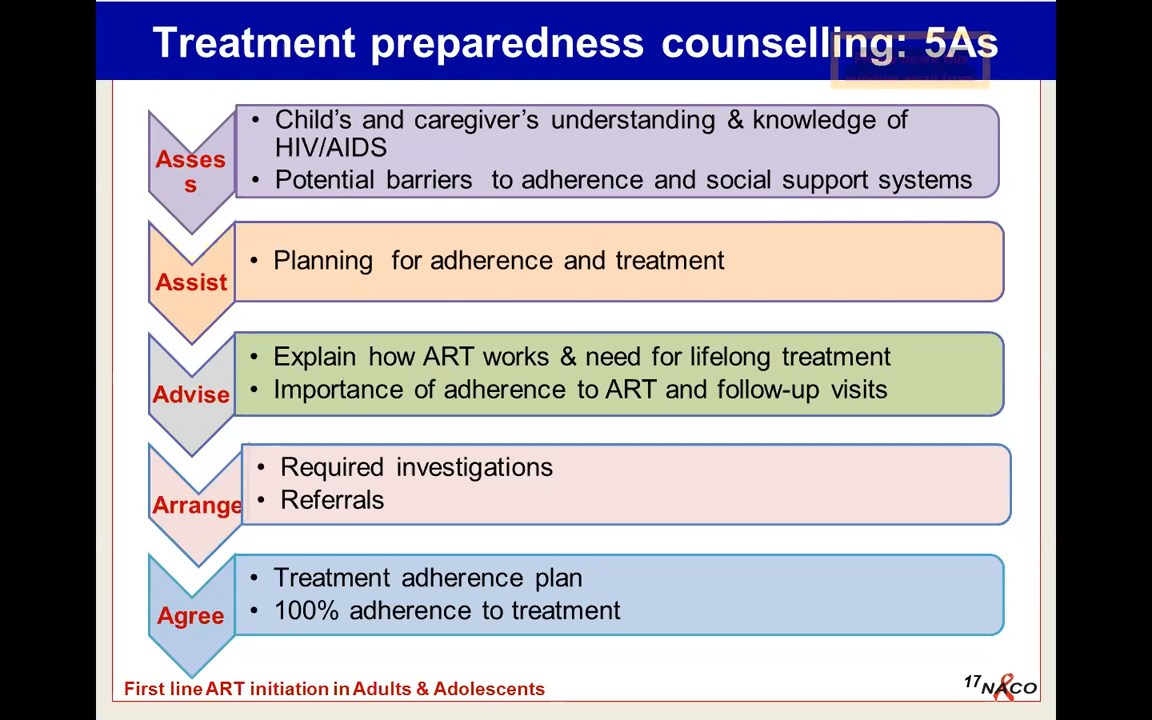 Treatment preparedness counselling: 5As
Asses
s
• Child's and caregiver's understanding & knowledge of
HIV/AIDS
• Potential barriers to adherence and social support systems
Assist
• Planning for adherence and treatment
Advise
• Explain how ART works & need for lifelong treatment
• Importance of adherence to ART and follow-up visits
Arrange
• Required investigations
• Referrals
Agree
• Treatment adherence plan
• 100% adherence to treatment
First line ART initiation in Adults & Adolescents
17
NACO